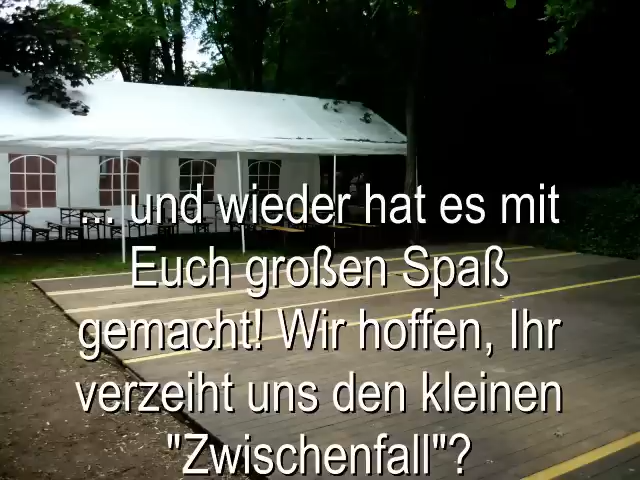 ... und wieder hat es mit
Euch großen Spaß
gemacht! Wir hoffen, Ihr
verzeiht uns den kleinen
"Zwischenfall"?